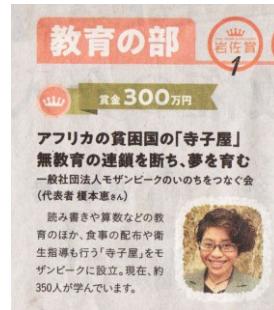 教育の部
岩佐賞
1
賞金300万円
アフリカの貧困国の「寺子屋」
無教育の連鎖を断ち、夢を育む
一般社団法人モザンビークのいのちをつなぐ会
(代表者 榎本恵さん)
読み書きや算数などの教
育のほか、食事の配布や衛
生指導も行う「寺子屋」をモ
ザンビークに設立。現在、約
350人が学んでいます。